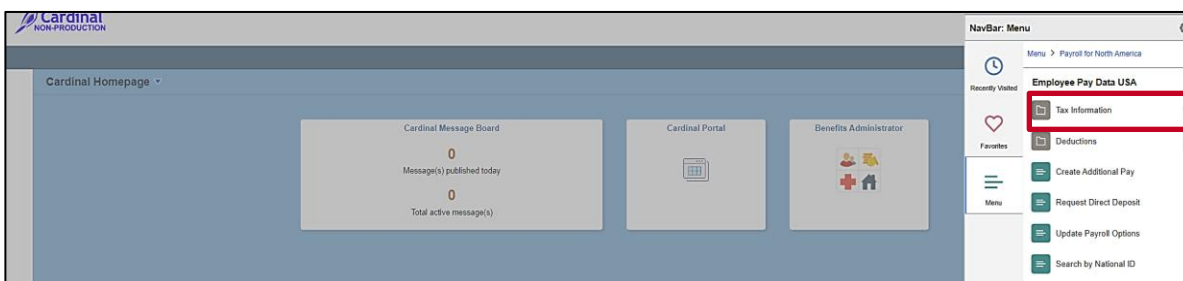 Cardinal
NON-PRODUCTION
Cardinal Homepage
Cardinal Message Board
0
Message(s) published today
0
Total active message(s)
Cardinal Portal
Benefits Administrator
NavBar: Menu
Recently Visited
Favorites
Menu
Menu > Payroll for North America
Employee Pay Data USA
Tax Information
Deductions
Create Additional Pay
Request Direct Deposit
Update Payroll Options
Search by National ID